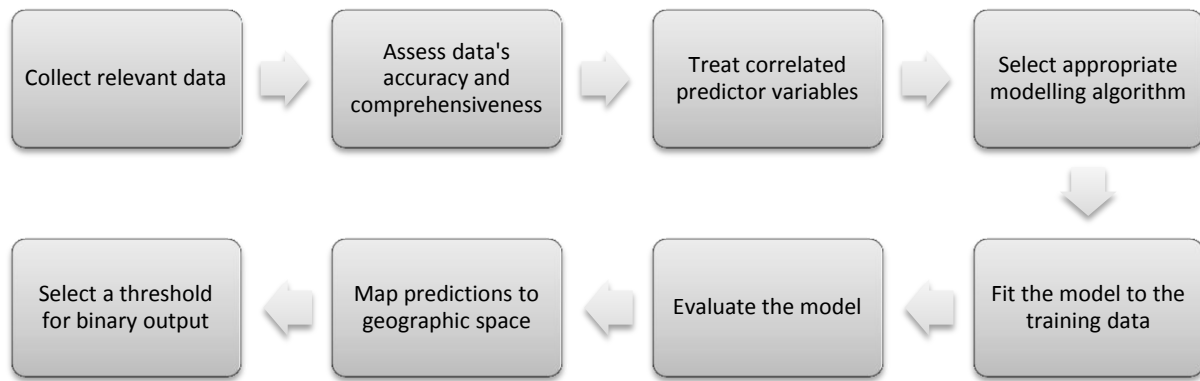 Collect relevant data
Assess data's
accuracy and
comprehensiveness
Treat correlated
predictor variables
Select appropriate
modelling algorithm
Fit the model to the
training data
Evaluate the model
Map predictions to
geographic space
Select a threshold
for binary output